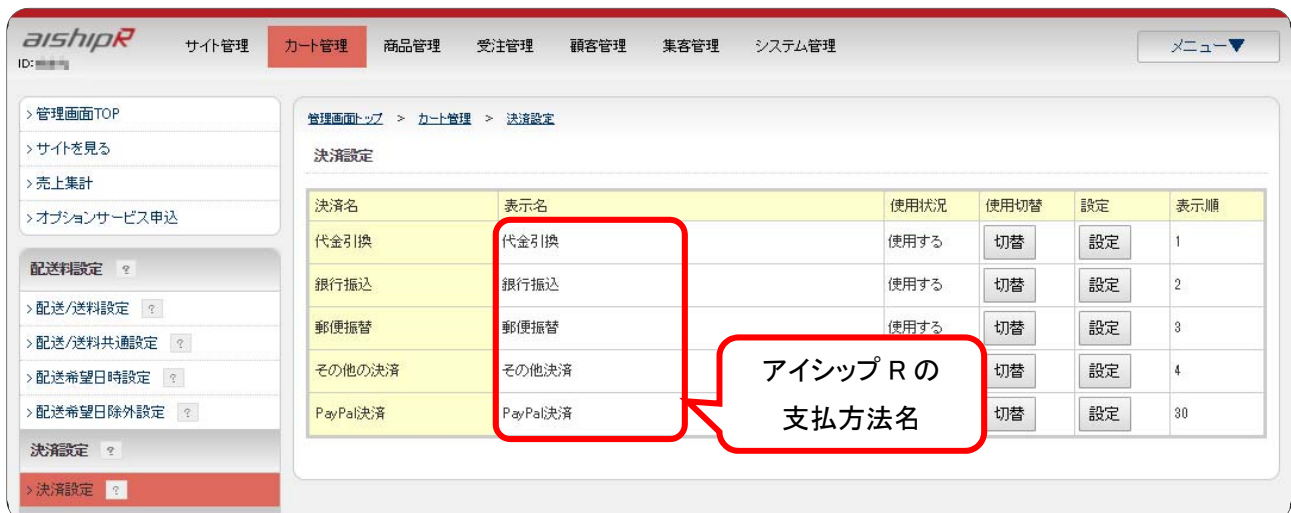 aishipR
サイト管理 カート管理 商品管理 受注管理 顧客管理 集客管理 システム管理 メニュー▼
ID:
>管理画面TOP
>サイトを見る
>売上集計
>オプションサービス申込
配送料設定 ?
>配送/送料設定 ?
>配送/送料共通設定 ?
>配送希望日時設定 ?
>配送希望日除外設定 ?
決済設定 ?
>決済設定 ?
管理画面トップ > カート管理 > 決済設定
決済設定
決済名 表示名 使用状況 使用切替 設定 表示順
代金引換 代金引換 使用する 切替 設定 1
銀行振込 銀行振込 使用する 切替 設定 2
郵便振替 郵便振替 使用する 切替 設定 3
その他の決済 その他決済 切替 設定 4
PayPal決済 PayPal決済 切替 設定 30
アイシップ R の
支払方法名